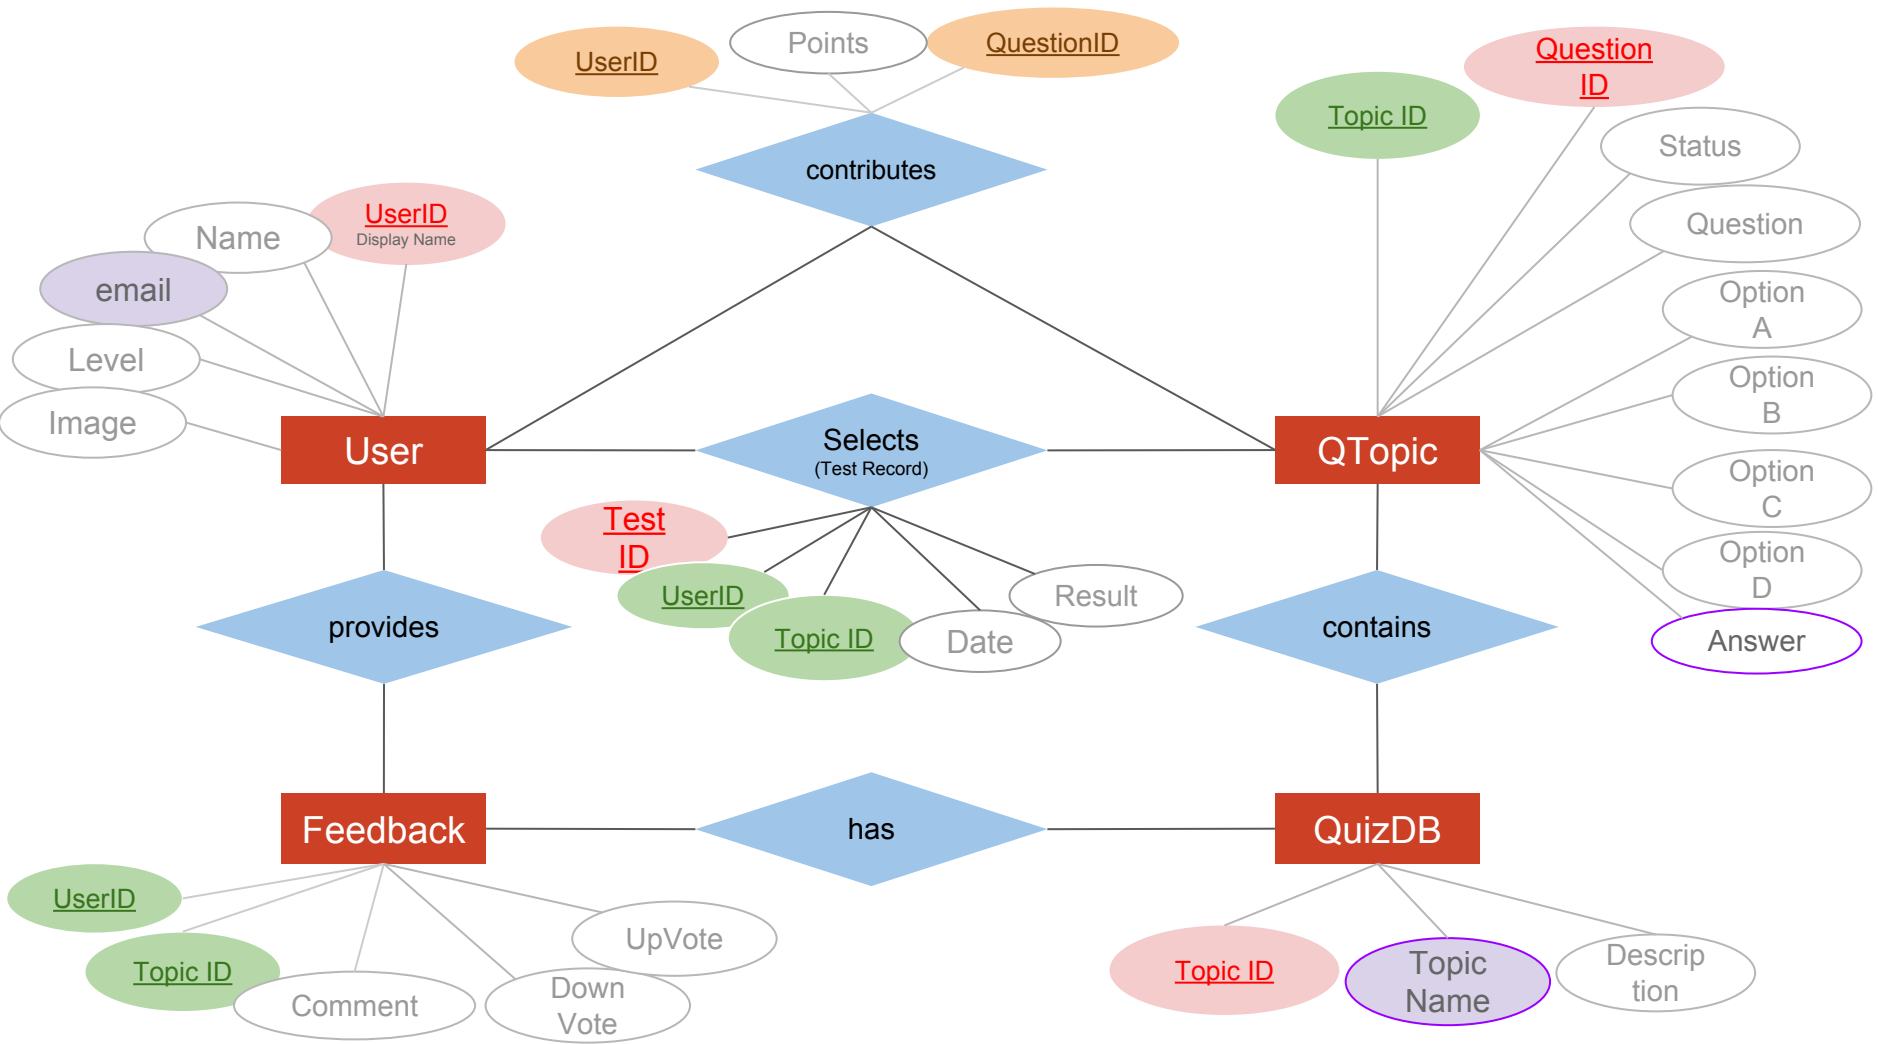 UserID
Points
QuestionID
Question
ID
Topic ID
Status
contributes
UserID
Display Name
Name
Question
email
Option
A
Level
Option
B
Image
User
Selects
(Test Record)
QTopic
Option
C
Test
ID
Option
D
UserID
Result
Topic ID
Date
provides
contains
Answer
Feedback
has
QuizDB
UserID
UpVote
Topic ID
Comment
Down
Vote
Topic ID
Topic
Name
Descrip
tion